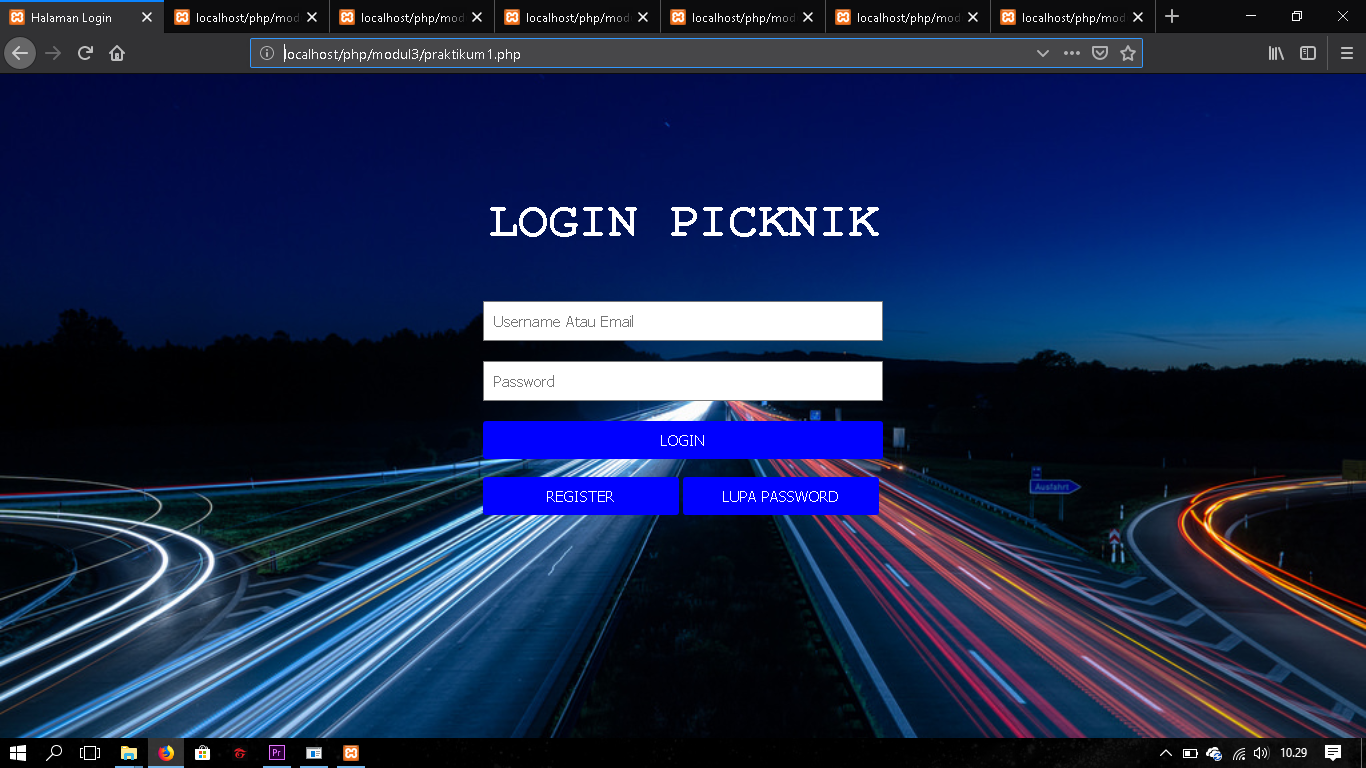 Halaman Login
localhost/php/mod
localhost/php/mod
localhost/php/mod
localhost/php/mod
localhost/php/mod
localhost/php/mod
localhost/php/modul3/praktikum1.php
LOGIN PICKNIK
Username Atau Email
Password
LOGIN
REGISTER
LUPA PASSWORD
Ausfahrt
Pr
10.29